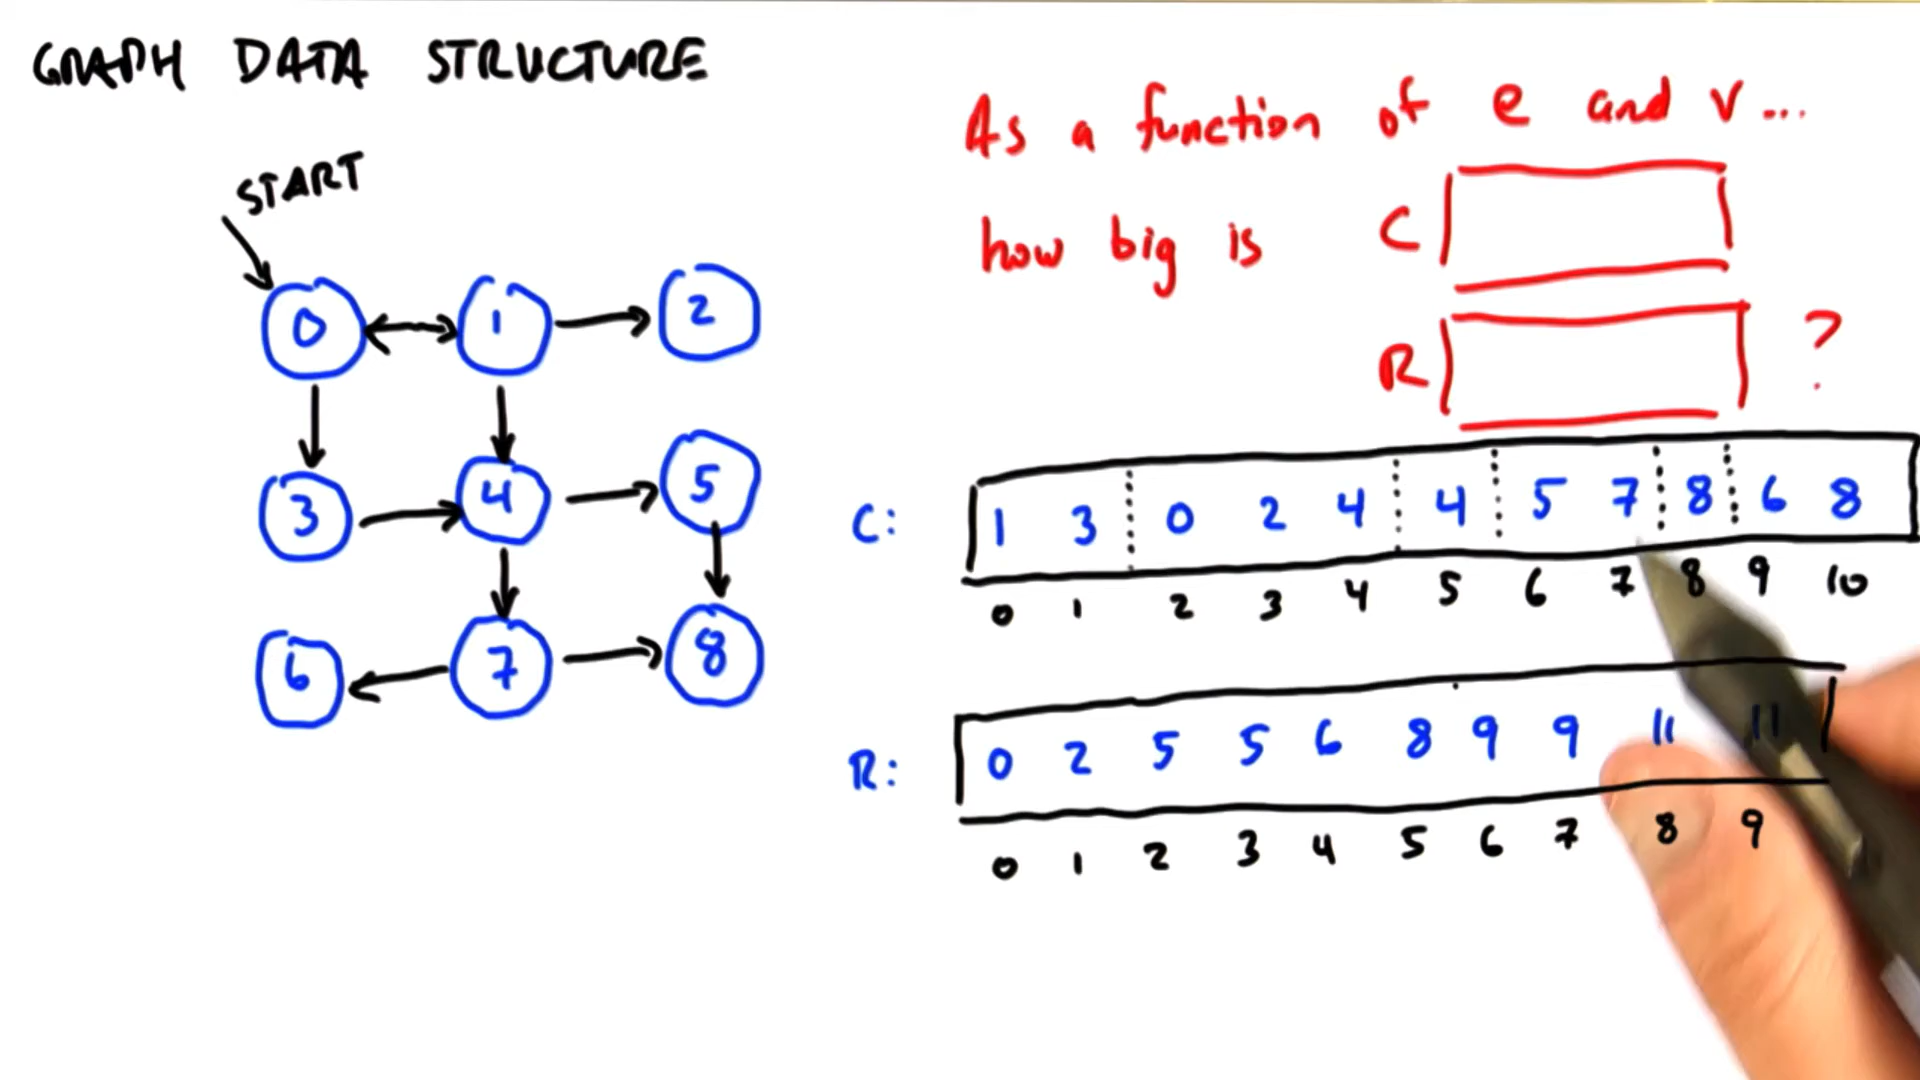 GRAPH DATA STRUCTURE
As a function of e and v...
how big is C
R ?
START
0 1 2
3 4 5
6 7 8
C: 1 3 0 2 4 4 5 7 8 6 8
0 1 2 3 4 5 6 7 8 9 10
R: 0 2 5 5 6 8 9 9 11 11
0 1 2 3 4 5 6 7 8 9